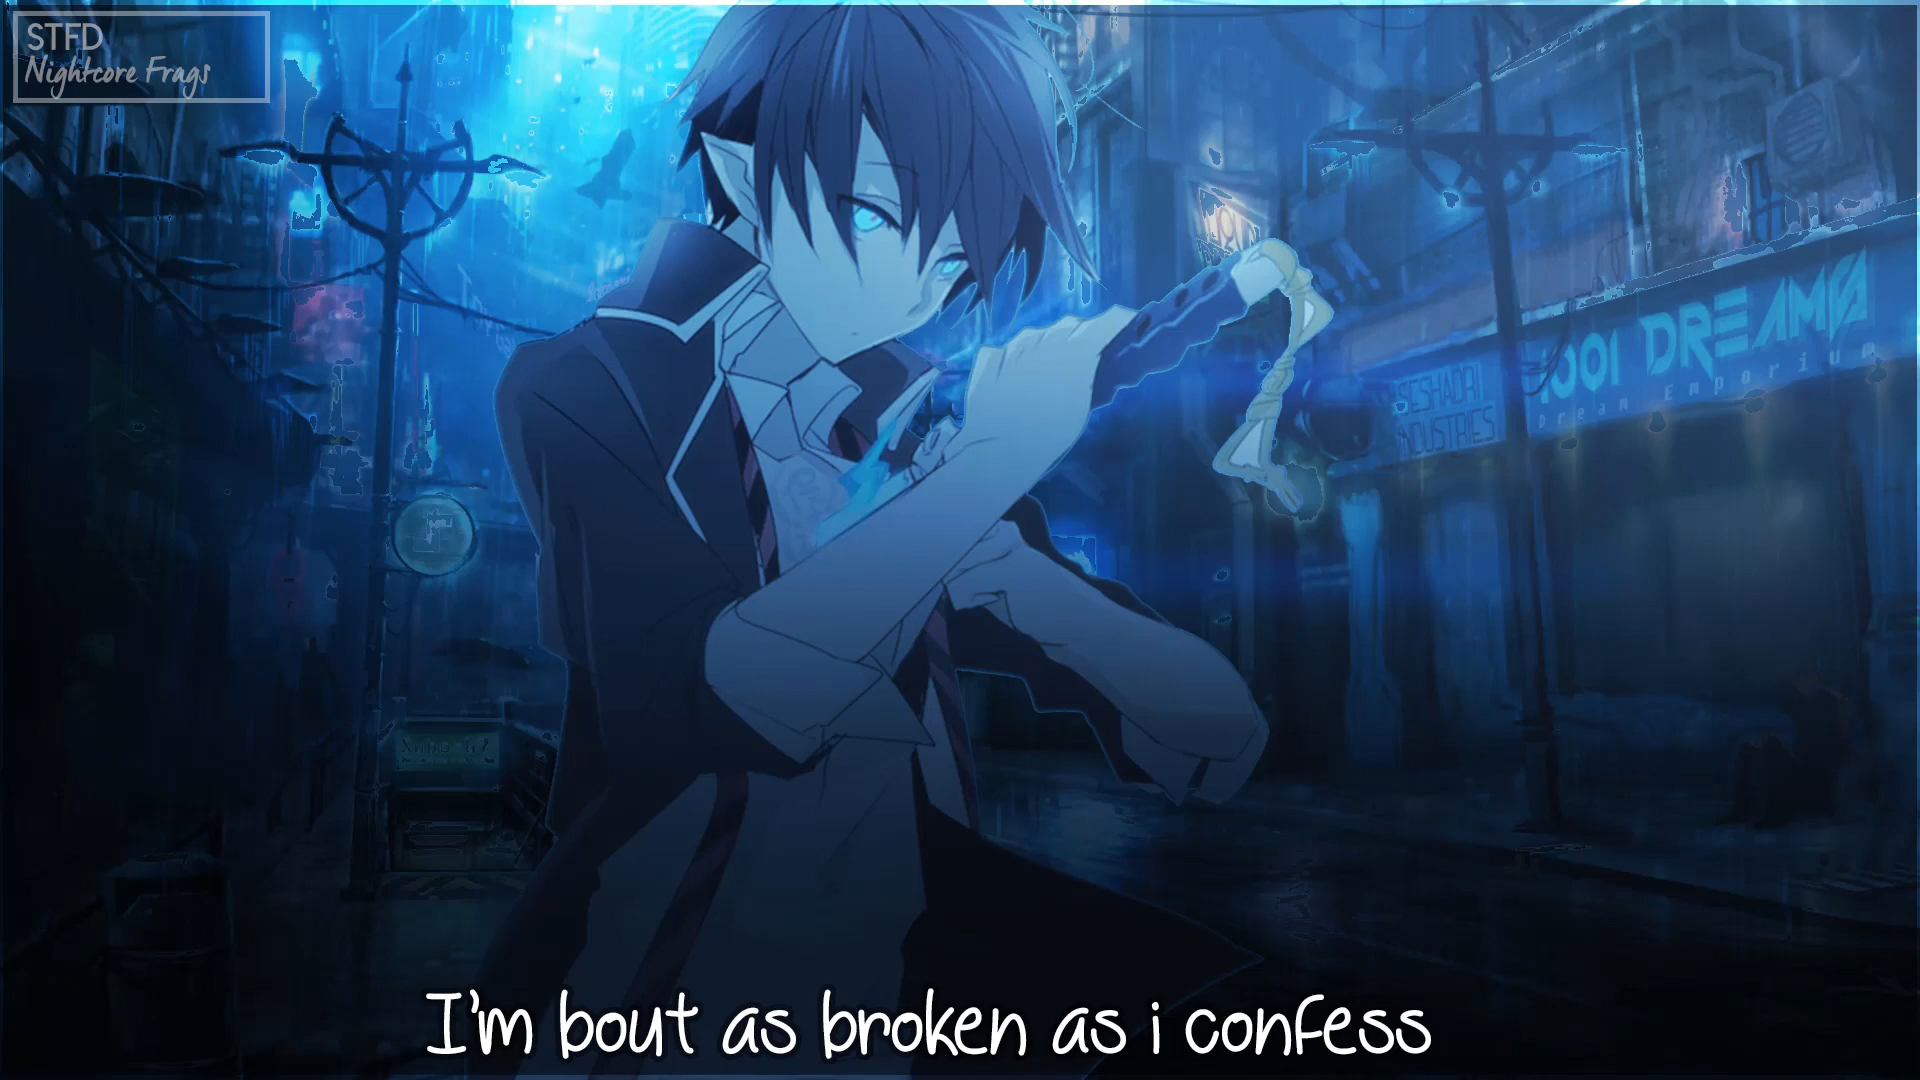 STFD
Nightcore Frags
1001 DREAMS
Dream Emporium
SESHADRI
INDUSTRIES
I'm bout as broken as i confess